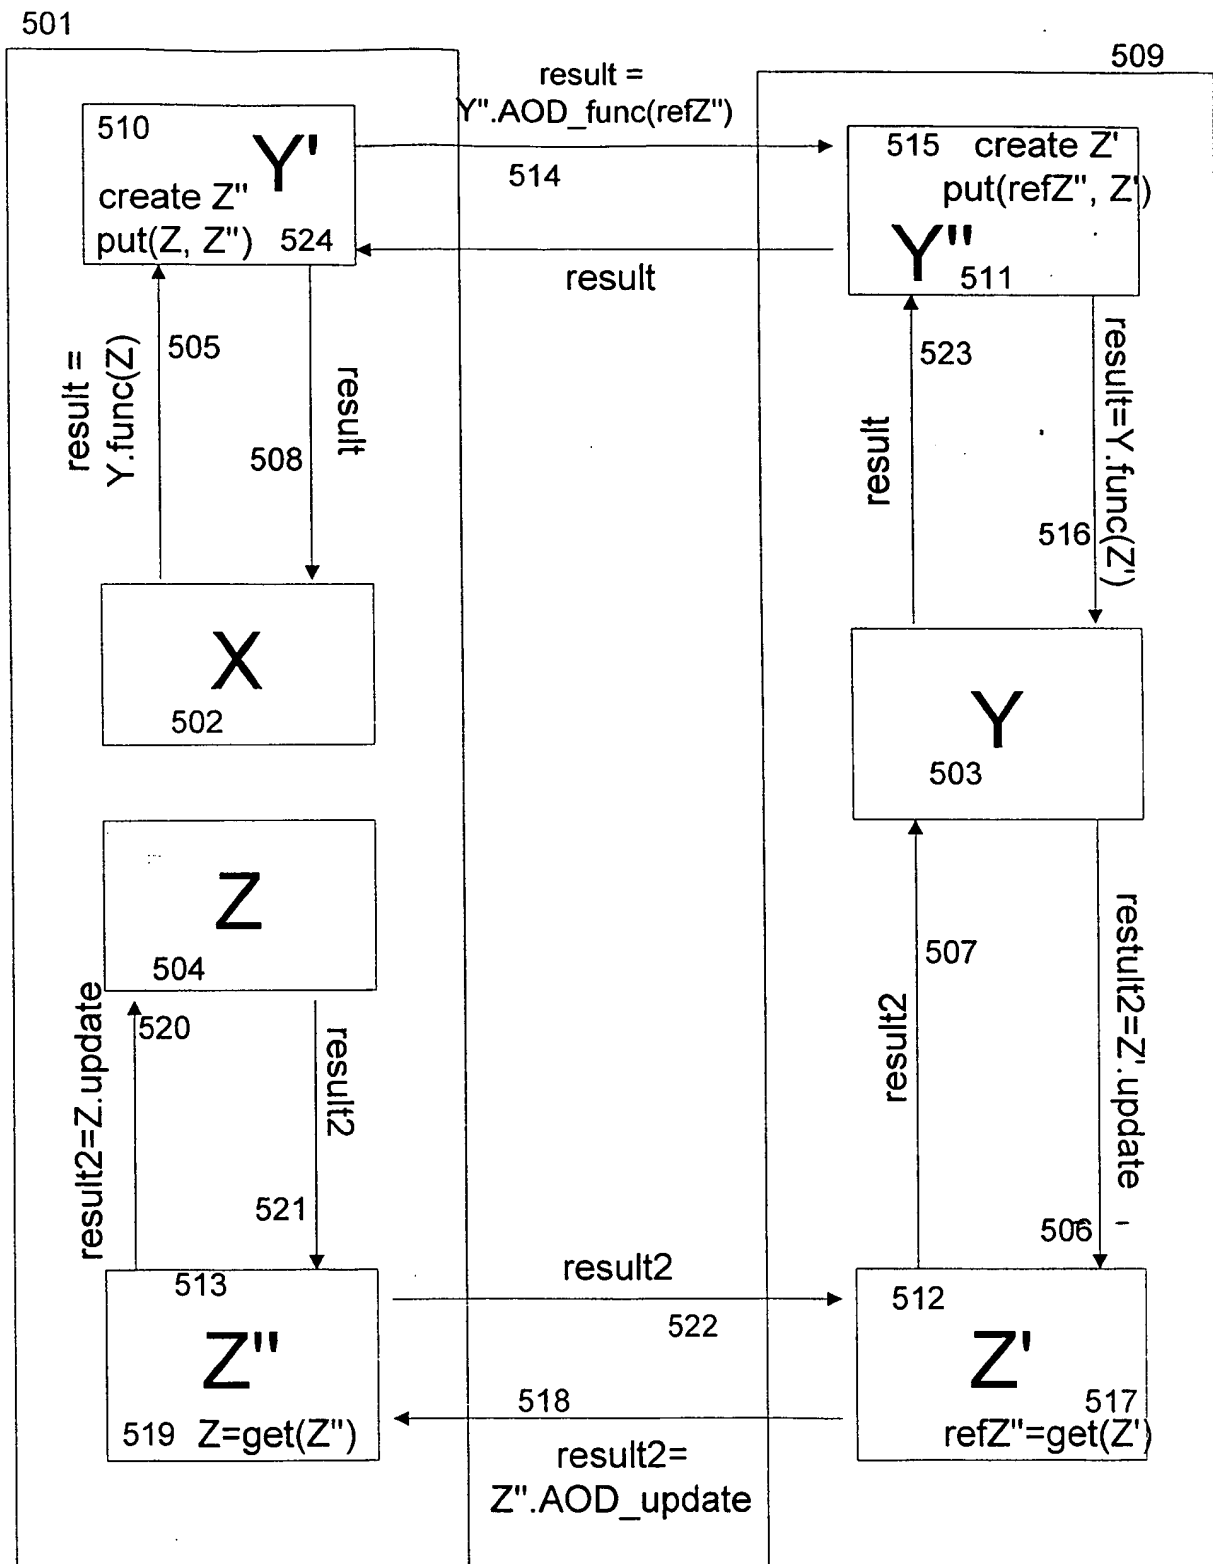 501
509
result =
Y".AOD_func(refZ")
510
Y'
create Z"
put(Z, Z")
524
514
515
create Z'
put(refZ", Z')
Y"
511
result
result =
Y.func(Z)
505
508
result
523
result
result=Y.func(Z')
516
X
502
Y
503
Z
504
result2=Z.update
520
result2
521
507
result2
restult2=Z'.update
506
513
Z"
519
Z=get(Z")
result2
522
518
result2=
Z".AOD_update
512
Z'
517
refZ"=get(Z')